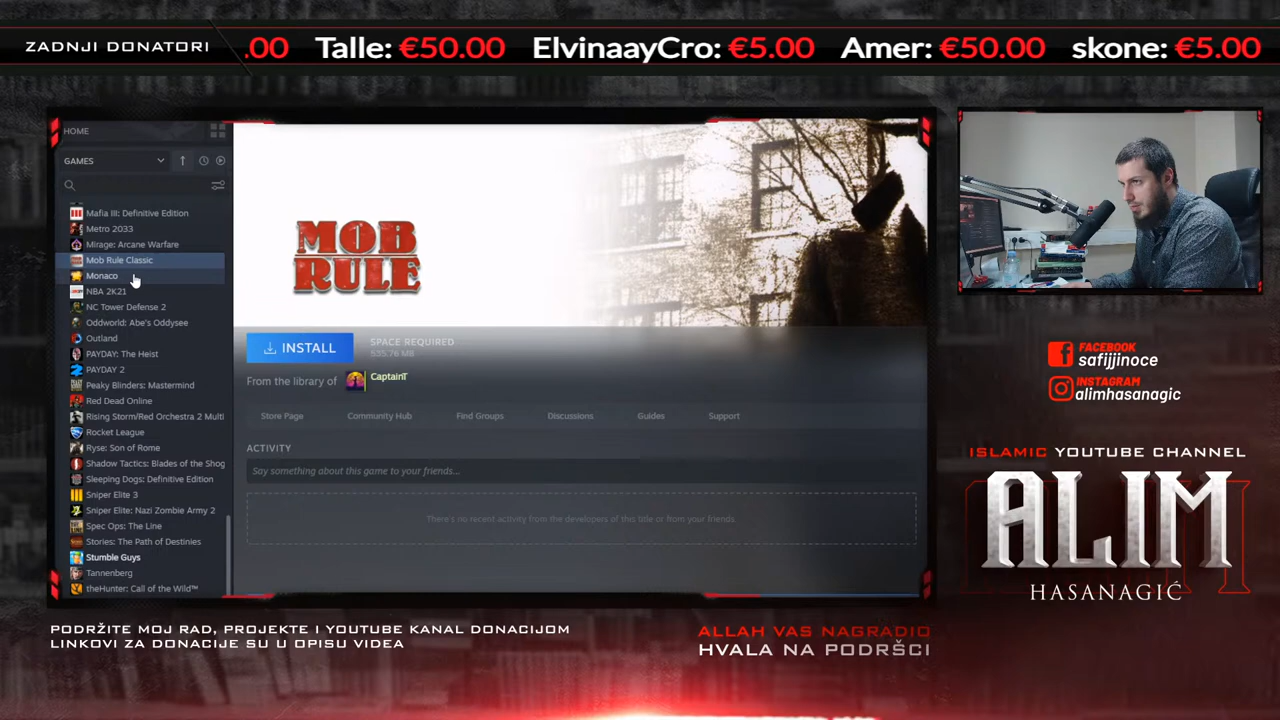 ZADNJI DONATORI
.00 Talle: €50.00 ElvinaayCro: €5.00 Amer: €50.00 skone: €5.00
HOME
GAMES
Mafia III: Definitive Edition
Metro 2033
Mirage: Arcane Warfare
Mob Rule Classic
Monaco
NBA 2K21
NC Tower Defense 2
Oddworld: Abe's Oddysee
Outland
PAYDAY: The Heist
PAYDAY 2
Peaky Blinders: Mastermind
Red Dead Online
Rising Storm/Red Orchestra 2 Multi
Rocket League
Ryse: Son of Rome
Shadow Tactics: Blades of the Shog
Sleeping Dogs: Definitive Edition
Sniper Elite 3
Sniper Elite: Nazi Zombie Army 2
Spec Ops: The Line
Stories: The Path of Destinies
Stumble Guys
Tannenberg
theHunter: Call of the Wild™
MOB
RULE
INSTALL
SPACE REQUIRED
535.76 MB
From the library of CaptainT
Store Page Community Hub Find Groups Discussions Guides Support
ACTIVITY
Say something about this game to your friends...
There's no recent activity from the developers of this title or from your friends.
FACEBOOK
safijjinoce
INSTAGRAM
alimhasanagic
ISLAMIC YOUTUBE CHANNEL
ALIM
HASANAGIĆ
PODRŽITE MOJ RAD, PROJEKTE I YOUTUBE KANAL DONACIJOM
LINKOVI ZA DONACIJE SU U OPISU VIDEA
ALLAH VAS NAGRADIO
HVALA NA PODRŠCI